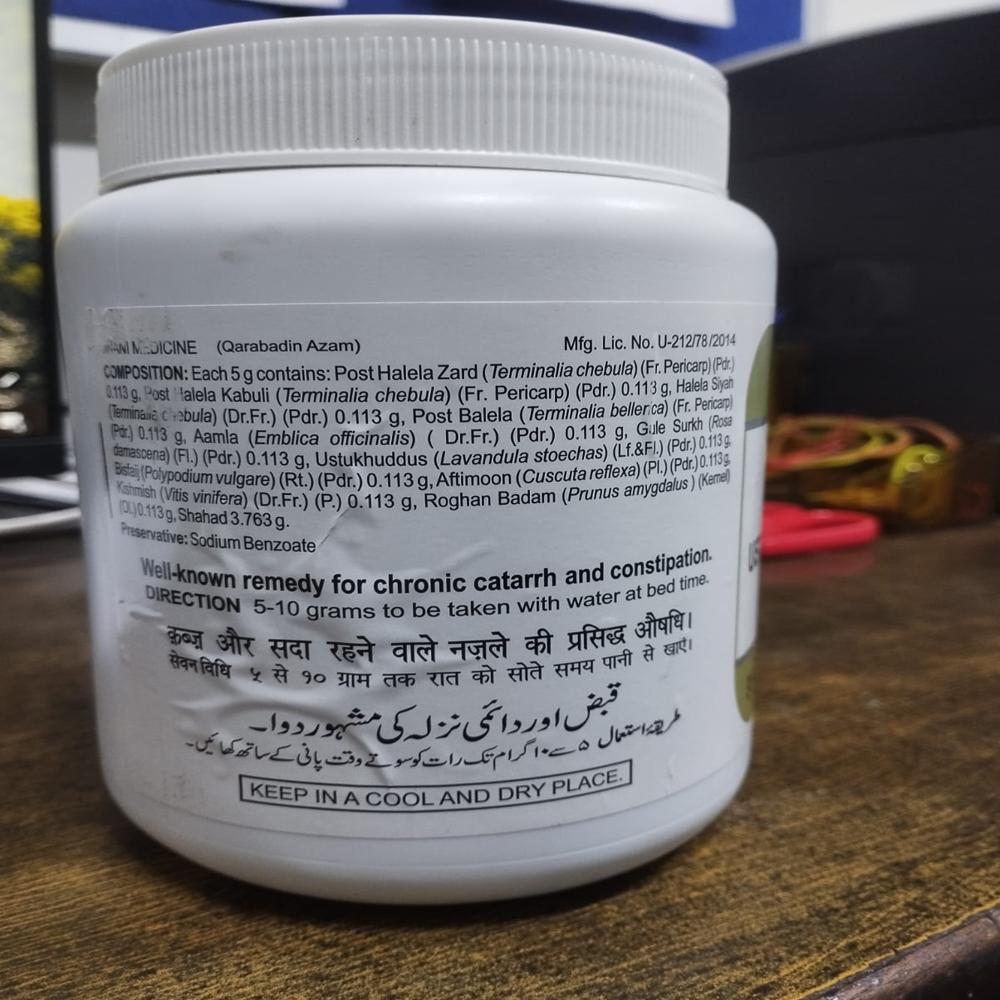 UNANI MEDICINE (Qarabadin Azam) Mfg. Lic. No. U-212/78/2014
COMPOSITION: Each 5 g contains: Post Halela Zard (Terminalia chebula) (Fr. Pericarp) (Pdr.)
0.113 g, Post Halela Kabuli (Terminalia chebula) (Fr. Pericarp) (Pdr.) 0.113 g, Halela Siyah
(Terminalia chebula) (Dr.Fr.) (Pdr.) 0.113 g, Post Balela (Terminalia bellerica) (Fr. Pericarp)
(Pdr.) 0.113 g, Aamla (Emblica officinalis) ( Dr.Fr.) (Pdr.) 0.113 g, Gule Surkh (Rosa
damascena) (Fl.) (Pdr.) 0.113 g, Ustukhuddus (Lavandula stoechas) (Lf.&Fl.) (Pdr.) 0.113 g,
Bisfaij (Polypodium vulgare) (Rt.) (Pdr.) 0.113 g, Aftimoon (Cuscuta reflexa) (Pl.) (Pdr.) 0.113 g,
Kishmish (Vitis vinifera) (Dr.Fr.) (P.) 0.113 g, Roghan Badam (Prunus amygdalus ) (Kernel)
(Ol.) 0.113 g, Shahad 3.763 g.
Preservative: Sodium Benzoate
Well-known remedy for chronic catarrh and constipation.
DIRECTION 5-10 grams to be taken with water at bed time.
क़ब्ज़ और सदा रहने वाले नज़ले की प्रसिद्ध औषधि।
सेवन विधि ५ से १० ग्राम तक रात को सोते समय पानी से खाएं।
قبض اور دائمی نزلہ کی مشہور دوا۔
طریقۂ استعمال ۵ سے ۱۰ گرام تک رات کو سوتے وقت پانی کے ساتھ کھائیں۔
KEEP IN A COOL AND DRY PLACE.